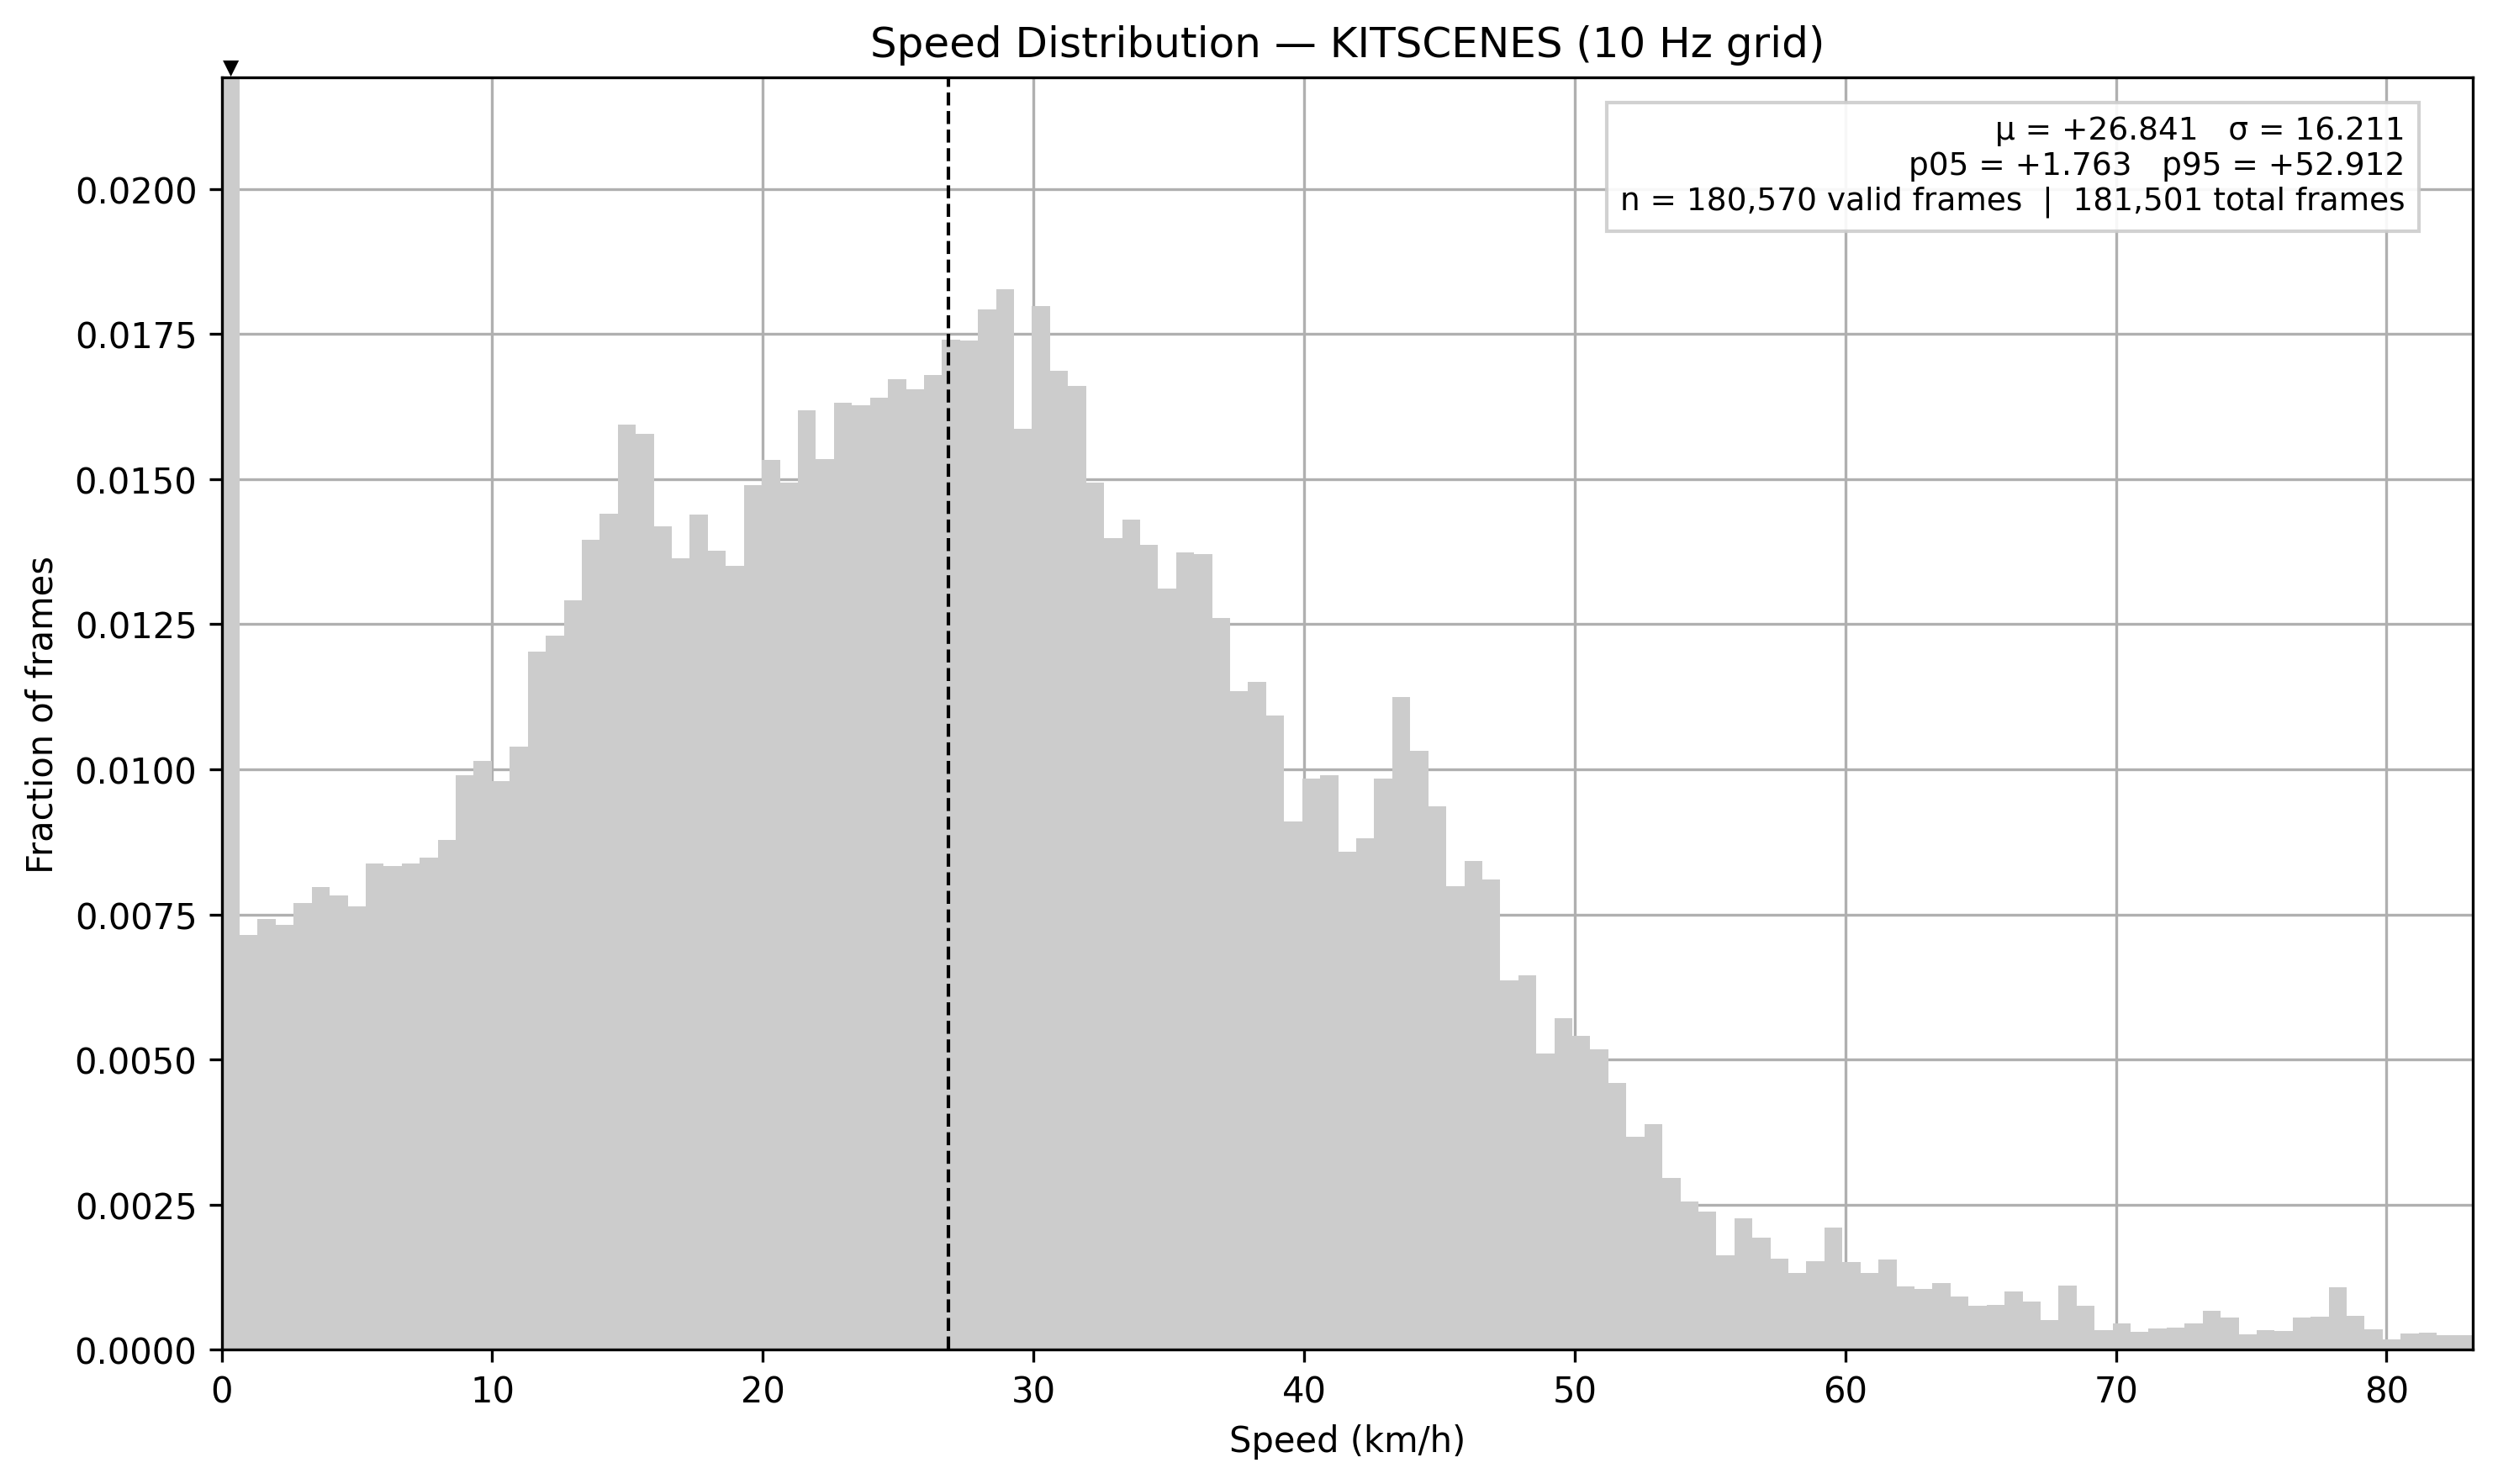 Speed Distribution — KITSCENES (10 Hz grid)
μ = +26.841 σ = 16.211
p05 = +1.763 p95 = +52.912
n = 180,570 valid frames | 181,501 total frames
Fraction of frames
0.0200
0.0175
0.0150
0.0125
0.0100
0.0075
0.0050
0.0025
0.0000
0 10 20 30 40 50 60 70 80
Speed (km/h)